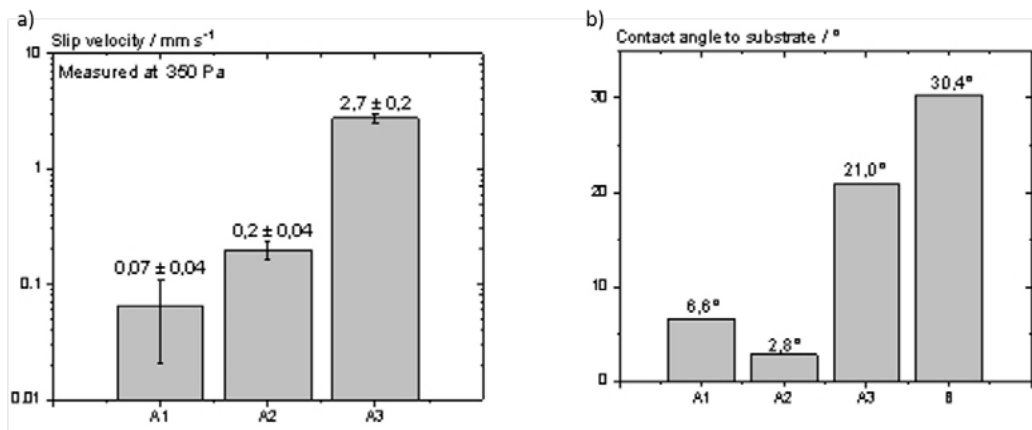 a)
Slip velocity / mm s⁻¹
Measured at 350 Pa
10
1
0.1
0.01
0,07 ± 0,04
0,2 ± 0,04
2,7 ± 0,2
A1 A2 A3
b)
Contact angle to substrate / °
30
20
10
0
6,6°
2,8°
21,0°
30,4°
A1 A2 A3 B